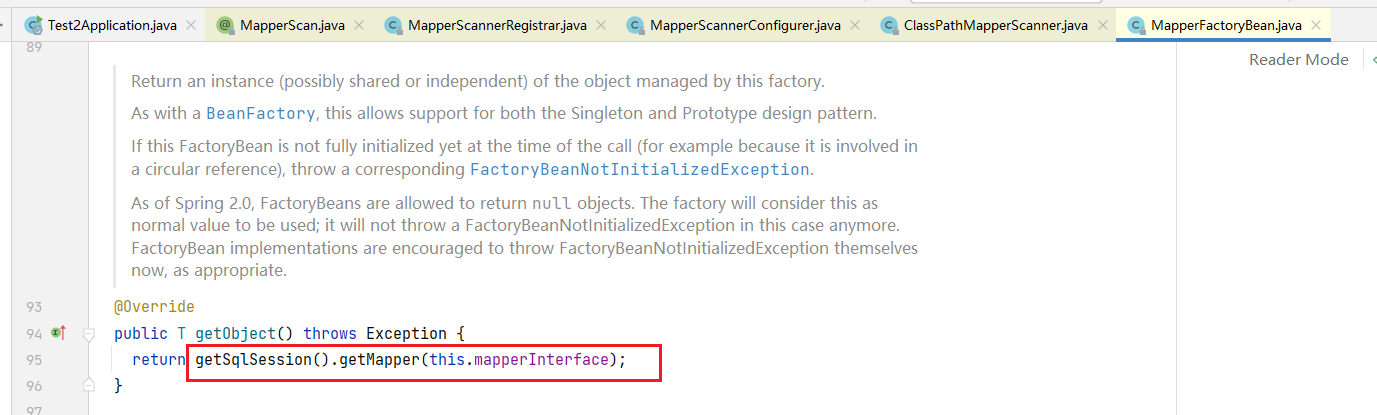 Test2Application.java MapperScan.java MapperScannerRegistrar.java MapperScannerConfigurer.java ClassPathMapperScanner.java MapperFactoryBean.java
89
Reader Mode
Return an instance (possibly shared or independent) of the object managed by this factory.
As with a BeanFactory, this allows support for both the Singleton and Prototype design pattern.
If this FactoryBean is not fully initialized yet at the time of the call (for example because it is involved in
a circular reference), throw a corresponding FactoryBeanNotInitializedException.
As of Spring 2.0, FactoryBeans are allowed to return null objects. The factory will consider this as
normal value to be used; it will not throw a FactoryBeanNotInitializedException in this case anymore.
FactoryBean implementations are encouraged to throw FactoryBeanNotInitializedException themselves
now, as appropriate.
93 @Override
94 public T getObject() throws Exception {
95 return getSqlSession().getMapper(this.mapperInterface);
96 }
97